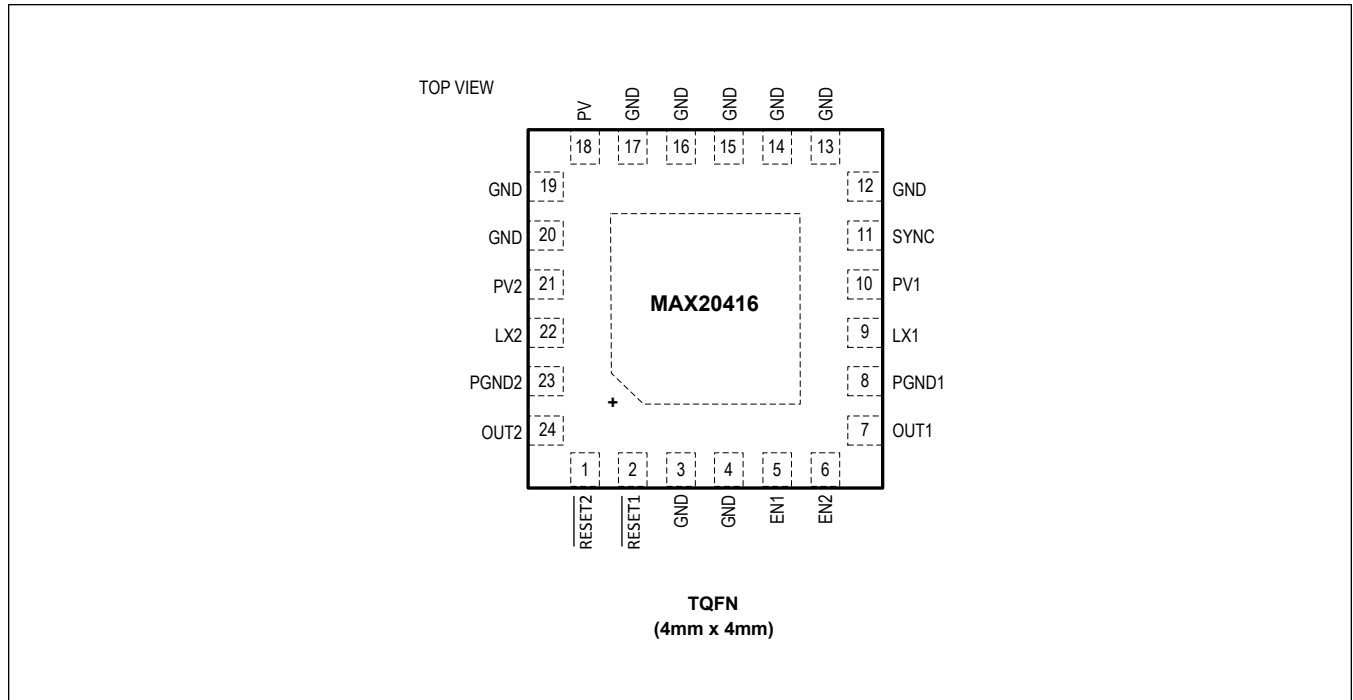 TOP VIEW
PV GND GND GND GND GND
18 17 16 15 14 13
GND 19 12 GND
GND 20 11 SYNC
PV2 21 10 PV1
MAX20416
LX2 22 9 LX1
PGND2 23 8 PGND1
+
OUT2 24 7 OUT1
1 2 3 4 5 6
RESET2 RESET1 GND GND EN1 EN2
TQFN
(4mm x 4mm)